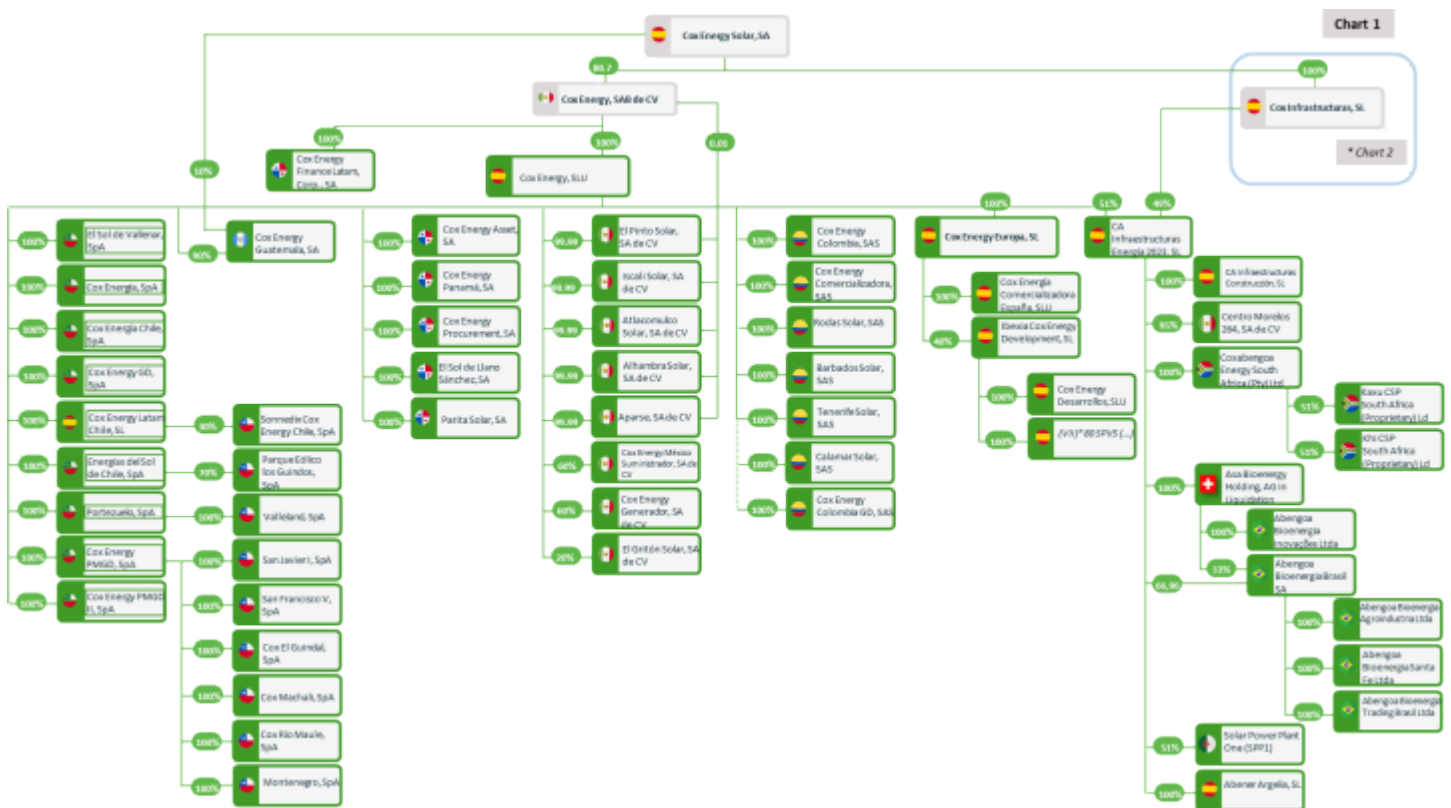 Chart 1
Cox Energy Solar, SA
80.7
100%
Cox Energy, SAB de CV
Cox Infrastructuras, SL
* Chart 2
100%
100%
0,01
Cox Energy
Finance Latam,
Corp., SA
Cox Energy, SLU
10%
100%
51%
49%
100%
El Sol de Vallenar,
SpA
100%
Cox Energía, SpA
100%
Cox Energía Chile,
SpA
100%
Cox Energy GD,
SpA
100%
Cox Energy Latam
Chile, SL
100%
Energías del Sol
de Chile, SpA
100%
Portezuelo, SpA
100%
Cox Energy
PMGD, SpA
100%
Cox Energy PMGD
II, SpA
90%
Cox Energy
Guatemala, SA
80%
Sonnedix Cox
Energy Chile, SpA
70%
Parque Eólico
los Guindos,
SpA
100%
Valleland, SpA
100%
San Javier I, SpA
100%
San Francisco V,
SpA
100%
Cox El Guindal,
SpA
100%
Cox Machali, SpA
100%
Cox Río Maule,
SpA
100%
Montenegro, SpA
100%
Cox Energy Asset,
SA
100%
Cox Energy
Panamá, SA
100%
Cox Energy
Procurement, SA
100%
El Sol de Llano
Sánchez, SA
100%
Parita Solar, SA
99.99
El Pinto Solar,
SA de CV
99.99
Iscali Solar, SA
de CV
99.99
Atlacomulco
Solar, SA de CV
99.99
Alhambra Solar,
SA de CV
99.99
Aparse, SA de CV
60%
Cox Energy México
Suministrador, SA de
CV
60%
Cox Energy
Generador, SA
de CV
20%
El Gritón Solar, SA
de CV
100%
Cox Energy
Colombia, SAS
100%
Cox Energy
Comercializadora,
SAS
100%
Rodas Solar, SAS
100%
Barbados Solar,
SAS
100%
Tenerife Solar,
SAS
100%
Calamar Solar,
SAS
100%
Cox Energy
Colombia GD, SAS
Cox Energy Europa, SL
100%
Cox Energía
Comercializadora
España, SLU
40%
Ibexia Cox Energy
Development, SL
100%
Cox Energy
Desarrollos, SLU
100%
(VII)* 80 SPVS (...)
CA
Infraestructuras
Energía 2023, SL
100%
CA Infraestructuras
Construcción, SL
95%
Centro Morelos
264, SA de CV
100%
Coxabengoa
Energy South
Africa (Pty) Ltd
51%
Kaxu CSP
South Africa
(Proprietary) Ld
51%
Khi CSP
South Africa
(Proprietary) Ld
100%
Asa Bioenergy
Holding, AG in
Liquidation
100%
Abengoa
Bioenergia
Inovações Ltda
33%
Abengoa
Bioenergia Brasil
SA
66,96
100%
Abengoa Bioenergia
Agroindustria Ltda
100%
Abengoa
Bioenergia Santa
Fe Ltda
100%
Abengoa Bioenergia
Trading Brasil Ltda
51%
Solar Power Plant
One (SPP1)
100%
Abener Argelia, SL